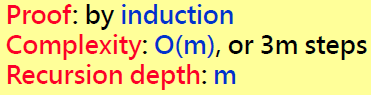 Proof: by induction
Complexity: O(m), or 3m steps
Recursion depth: m